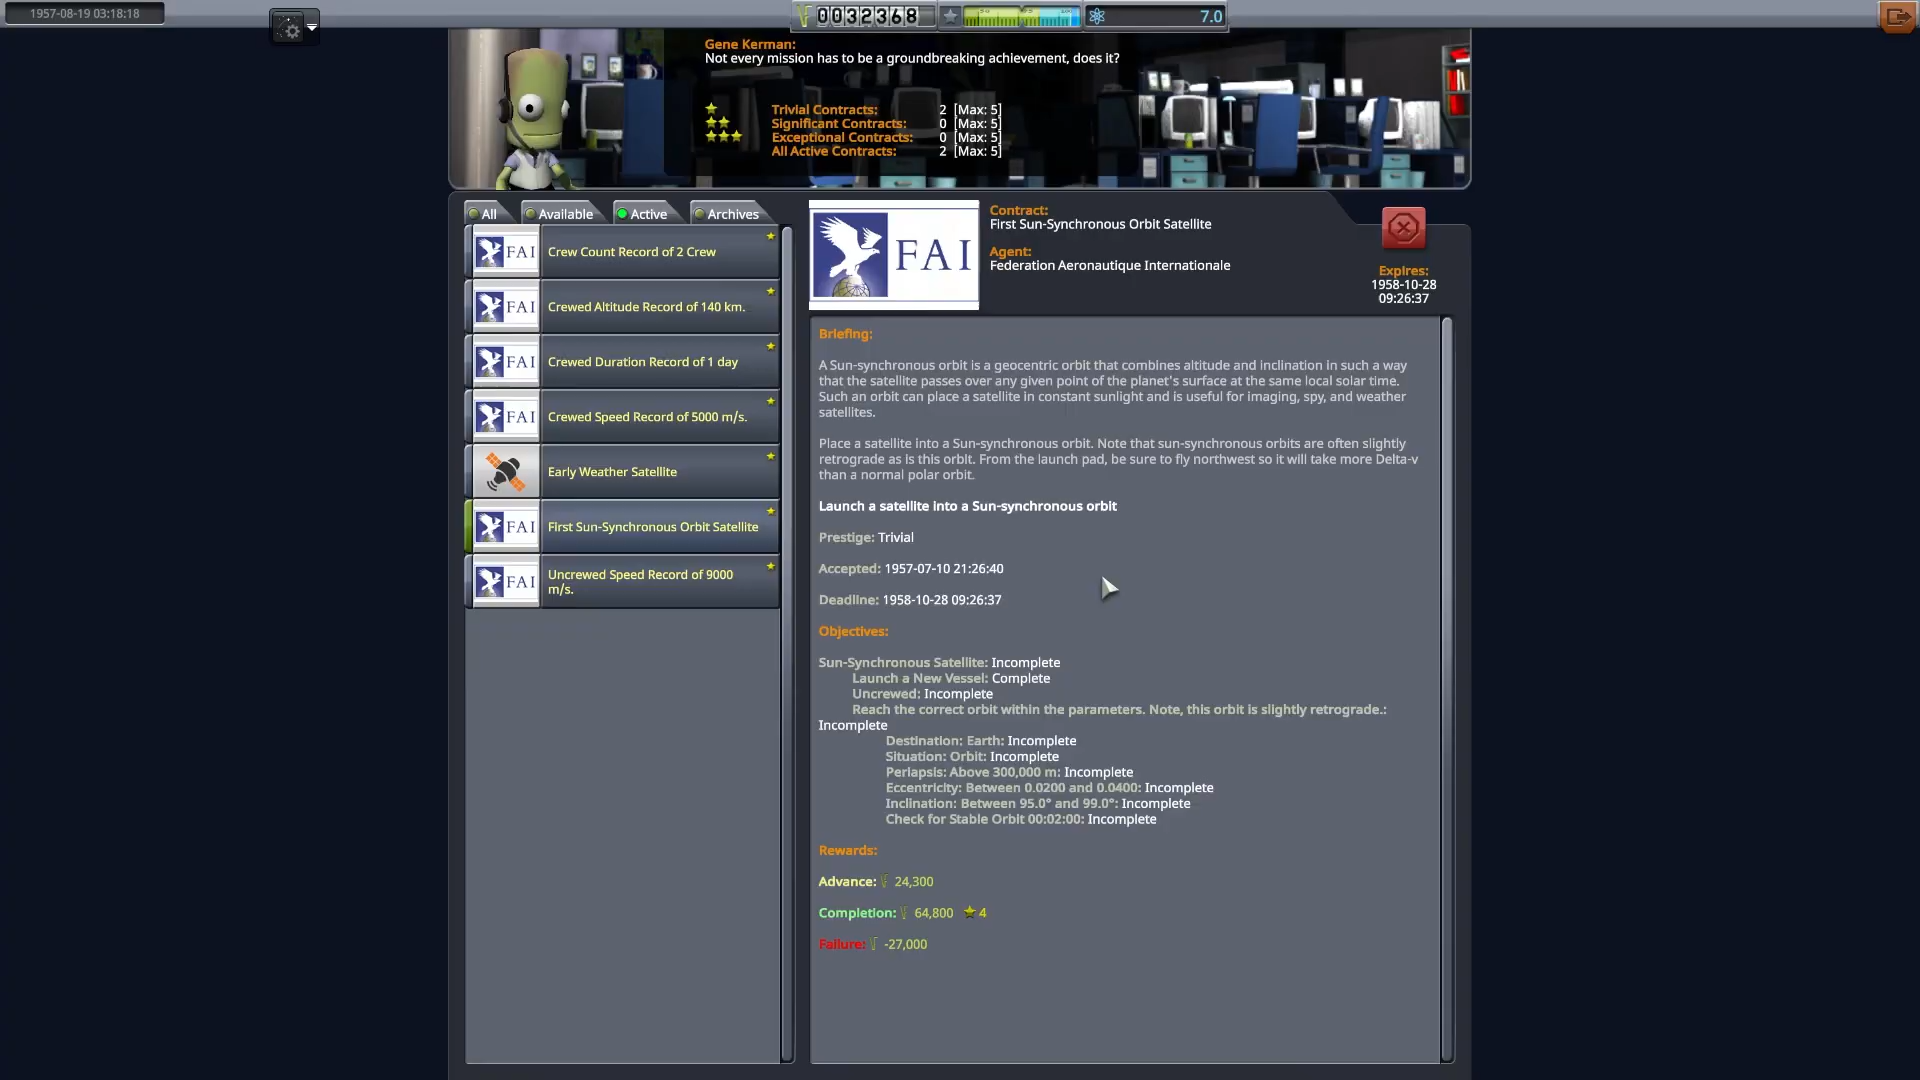 1957-08-19 03:18:18
0032368
7.0
Gene Kerman:
Not every mission has to be a groundbreaking achievement, does it?
Trivial Contracts: 2 [Max: 5]
Significant Contracts: 0 [Max: 5]
Exceptional Contracts: 0 [Max: 5]
All Active Contracts: 2 [Max: 5]
All
Available
Active
Archives
FAI
Crew Count Record of 2 Crew
FAI
Crewed Altitude Record of 140 km.
FAI
Crewed Duration Record of 1 day
FAI
Crewed Speed Record of 5000 m/s.
Early Weather Satellite
FAI
First Sun-Synchronous Orbit Satellite
FAI
Uncrewed Speed Record of 9000
m/s.
FAI
Contract:
First Sun-Synchronous Orbit Satellite
Agent:
Federation Aeronautique Internationale
Expires:
1958-10-28
09:26:37
Briefing:
A Sun-synchronous orbit is a geocentric orbit that combines altitude and inclination in such a way
that the satellite passes over any given point of the planet's surface at the same local solar time.
Such an orbit can place a satellite in constant sunlight and is useful for imaging, spy, and weather
satellites.
Place a satellite into a Sun-synchronous orbit. Note that sun-synchronous orbits are often slightly
retrograde as is this orbit. From the launch pad, be sure to fly northwest so it will take more Delta-v
than a normal polar orbit.
Launch a satellite into a Sun-synchronous orbit
Prestige: Trivial
Accepted: 1957-07-10 21:26:40
Deadline: 1958-10-28 09:26:37
Objectives:
Sun-Synchronous Satellite: Incomplete
Launch a New Vessel: Complete
Uncrewed: Incomplete
Reach the correct orbit within the parameters. Note, this orbit is slightly retrograde.:
Incomplete
Destination: Earth: Incomplete
Situation: Orbit: Incomplete
Periapsis: Above 300,000 m: Incomplete
Eccentricity: Between 0.0200 and 0.0400: Incomplete
Inclination: Between 95.0° and 99.0°: Incomplete
Check for Stable Orbit 00:02:00: Incomplete
Rewards:
Advance: 24,300
Completion: 64,800 4
Failure: -27,000